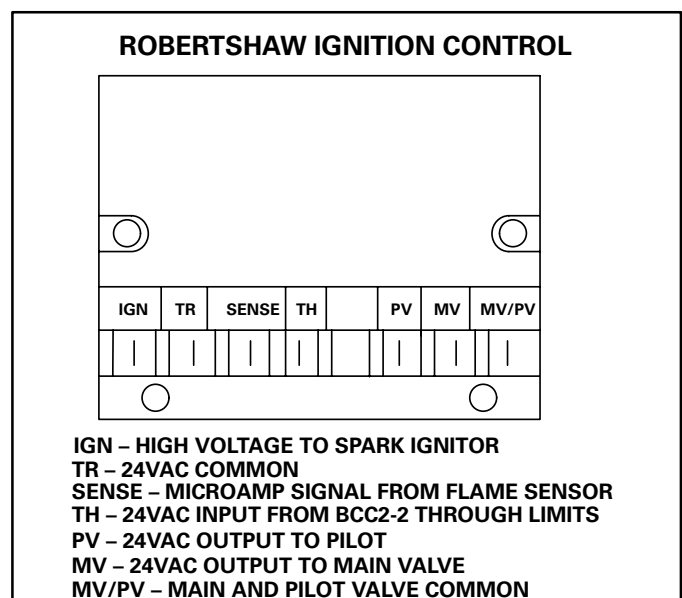 ROBERTSHAW IGNITION CONTROL
IGN TR SENSE TH PV MV MV/PV
IGN – HIGH VOLTAGE TO SPARK IGNITOR
TR – 24VAC COMMON
SENSE – MICROAMP SIGNAL FROM FLAME SENSOR
TH – 24VAC INPUT FROM BCC2-2 THROUGH LIMITS
PV – 24VAC OUTPUT TO PILOT
MV – 24VAC OUTPUT TO MAIN VALVE
MV/PV – MAIN AND PILOT VALVE COMMON